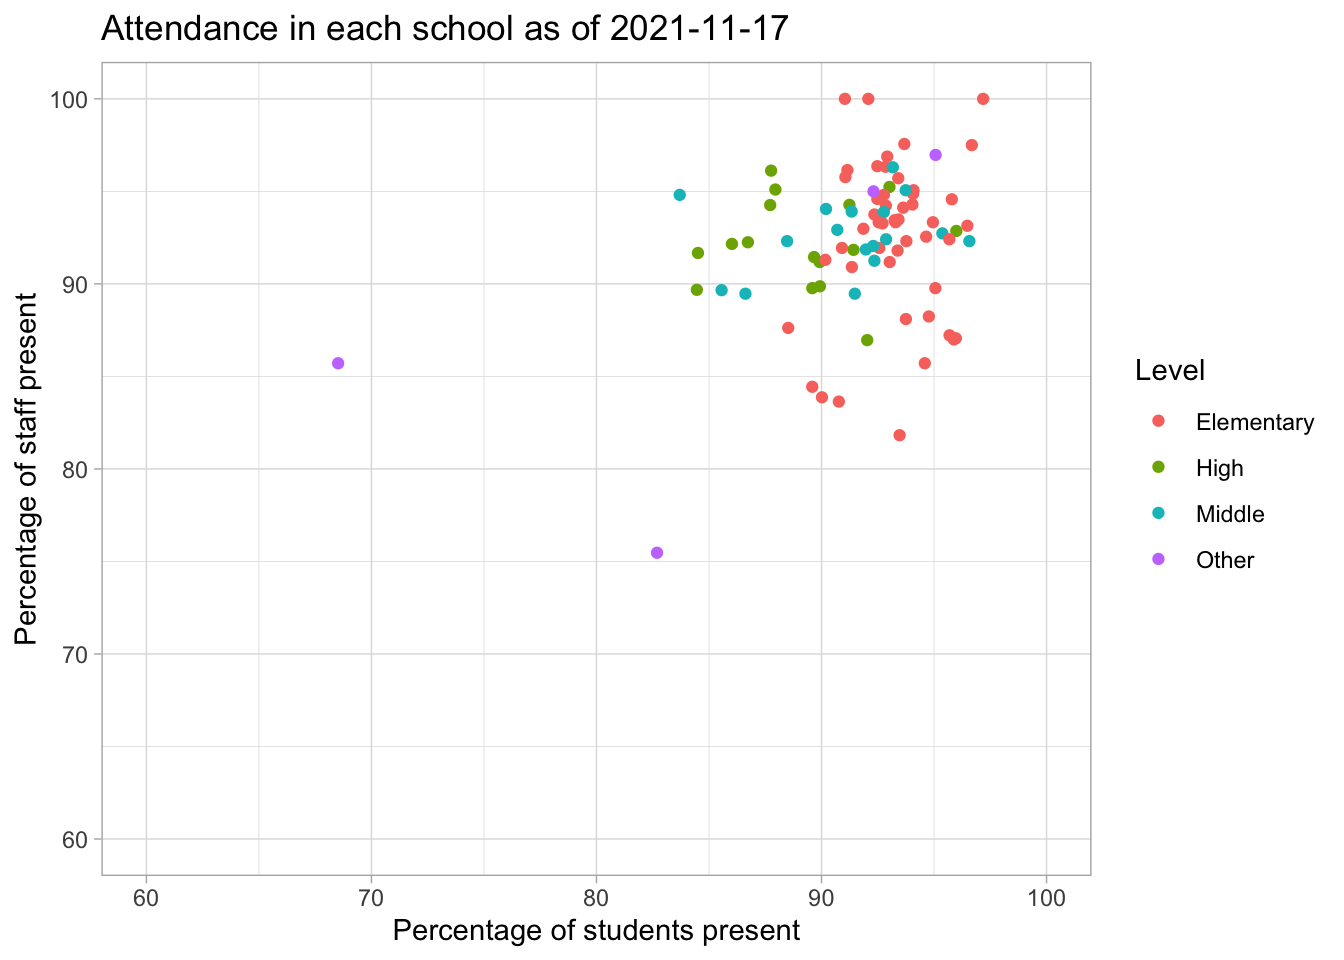 Attendance in each school as of 2021-11-17
100
90
80
70
60
Percentage of staff present
60 70 80 90 100
Percentage of students present
Level
Elementary
High
Middle
Other